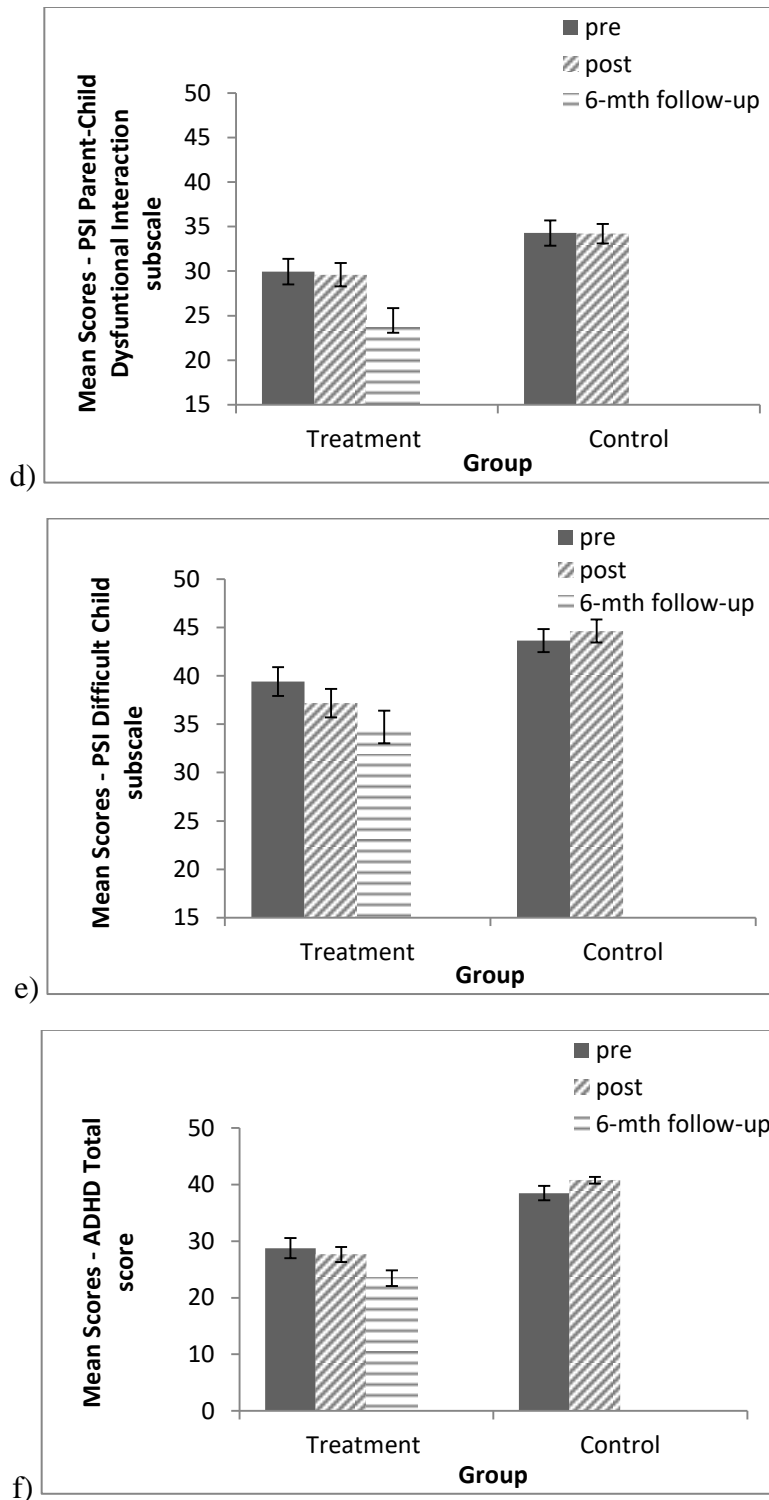 pre
post
6-mth follow-up
Mean Scores - PSI Parent-Child
Dysfuntional Interaction
subscale
50
45
40
35
30
25
20
15
Treatment
Control
Group
d)
pre
post
6-mth follow-up
Mean Scores - PSI Difficult Child
subscale
50
45
40
35
30
25
20
15
Treatment
Control
Group
e)
pre
post
6-mth follow-up
Mean Scores - ADHD Total
score
50
40
30
20
10
0
Treatment
Control
Group
f)